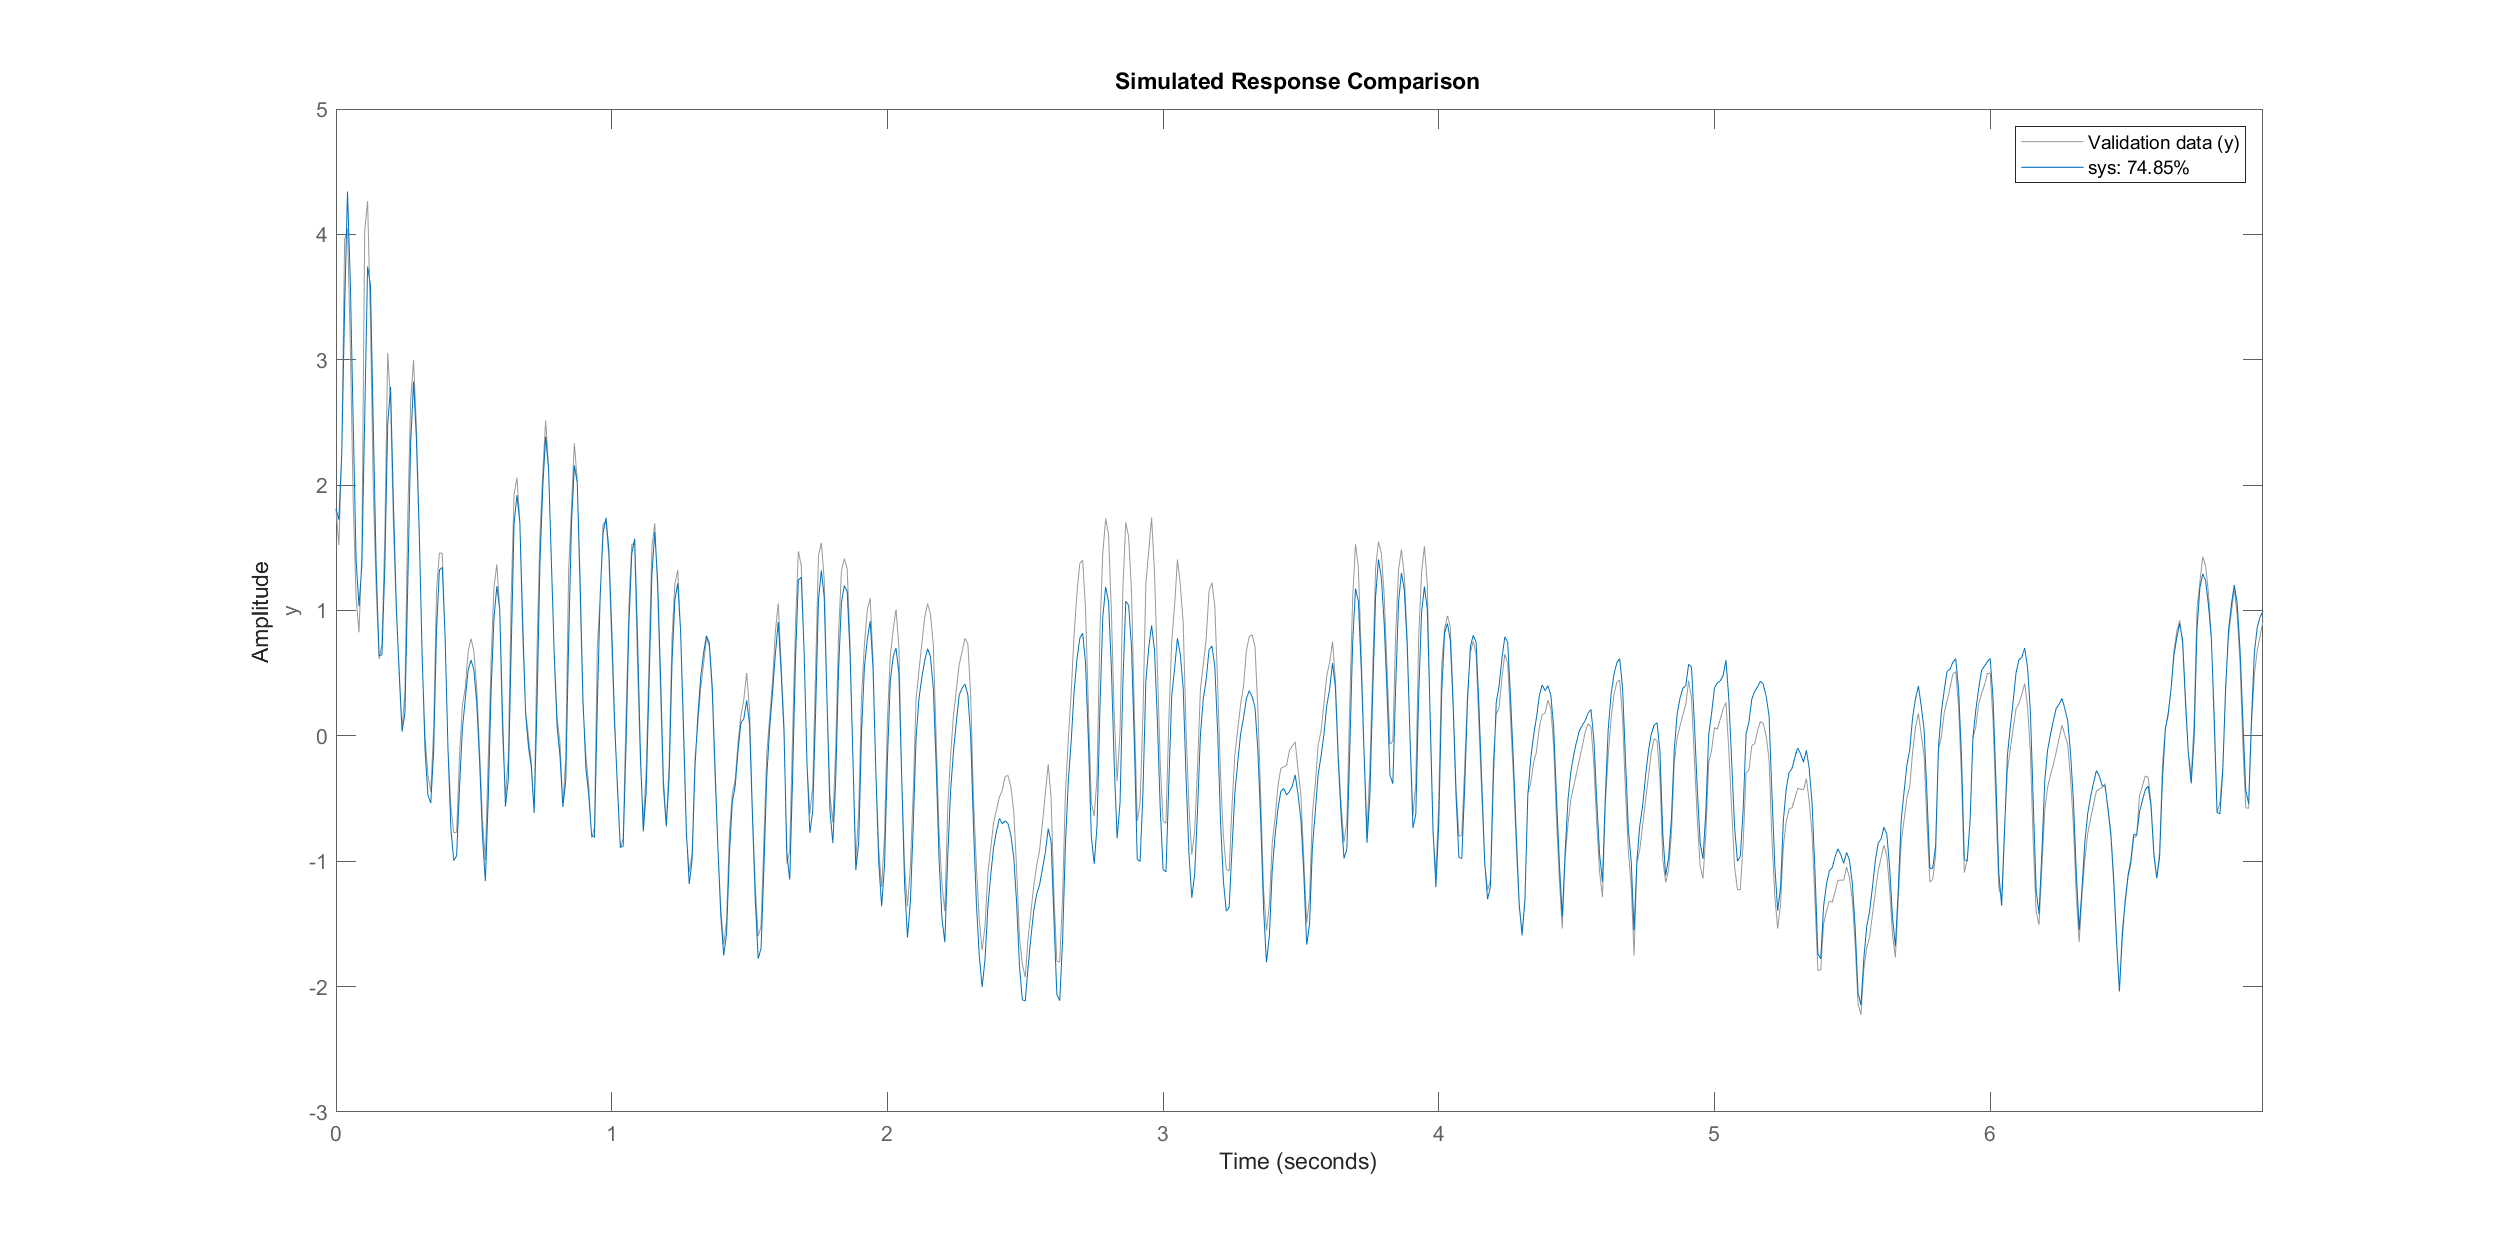 Simulated Response Comparison
Validation data (y)
sys: 74.85%
Amplitude
y
5
4
3
2
1
0
-1
-2
-3
0 1 2 3 4 5 6
Time (seconds)